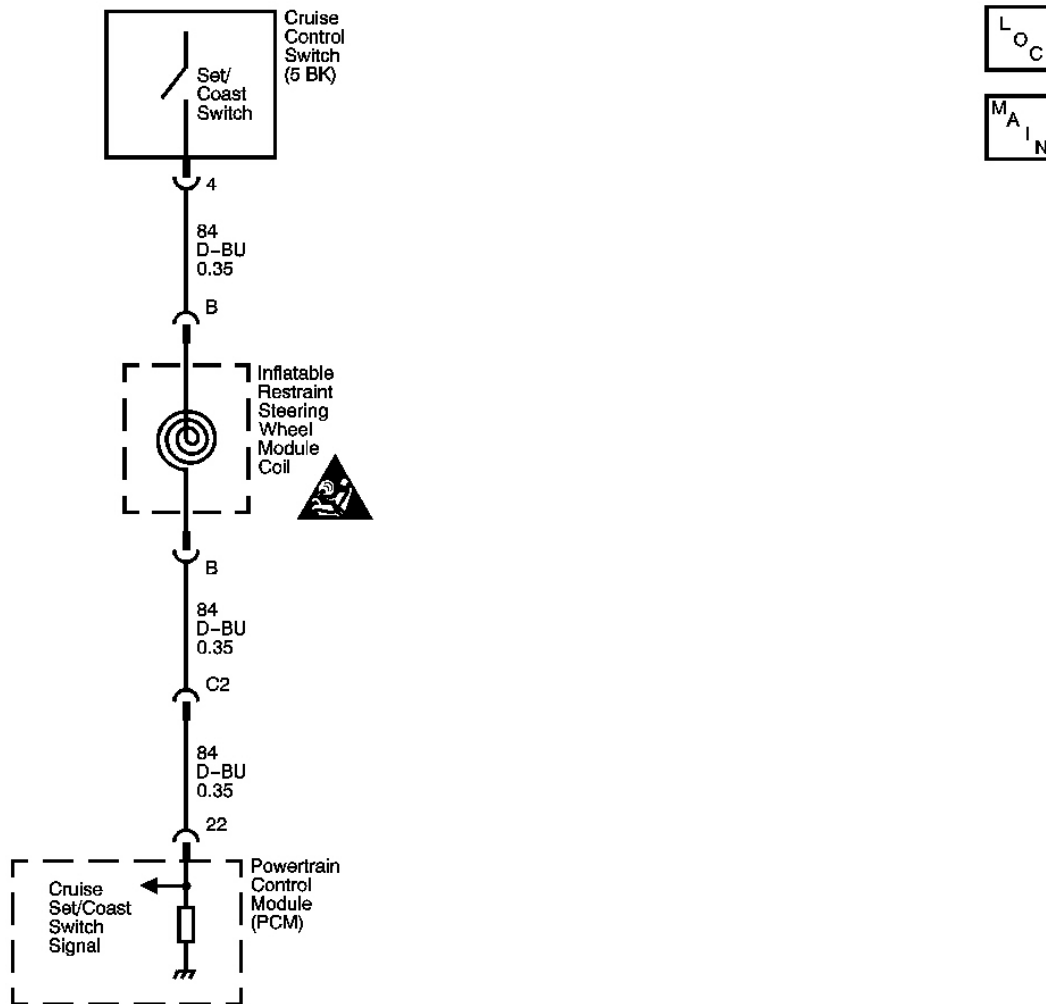 Cruise
Control
Switch
(5 BK)
Set/
Coast
Switch
4
84
D-BU
0.35
B
Inflatable
Restraint
Steering
Wheel
Module
Coil
B
84
D-BU
0.35
C2
84
D-BU
0.35
22
Powertrain
Control
Module
(PCM)
Cruise
Set/Coast
Switch
Signal
LOC
MAIN